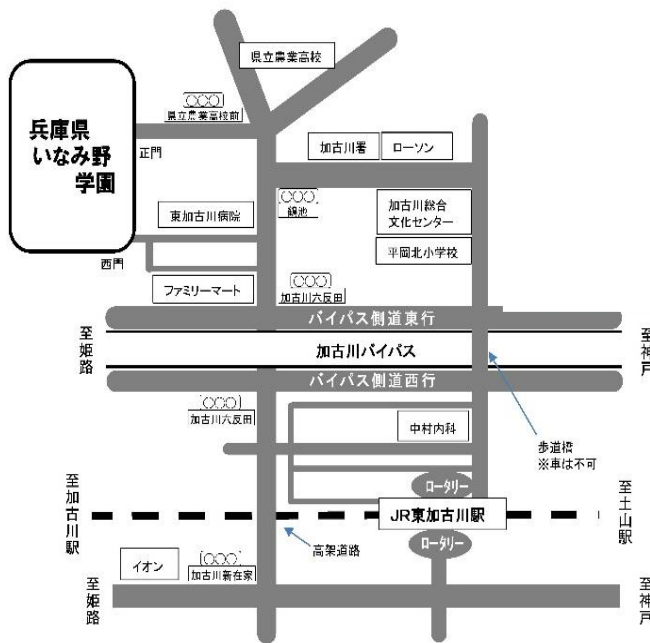 県立農業高校
県立農業高校前
兵庫県
いなみ野
学園
正門
加古川署
ローソン
東加古川病院
鶴池
加古川総合
文化センター
平岡北小学校
西門
ファミリーマート
加古川六反田
バイパス側道東行
至姫路
加古川バイパス
至神戸
バイパス側道西行
加古川六反田
中村内科
歩道橋
※車は不可
至加古川駅
ロータリー
JR東加古川駅
至土山駅
ロータリー
高架道路
イオン
加古川新在家
至姫路
至神戸